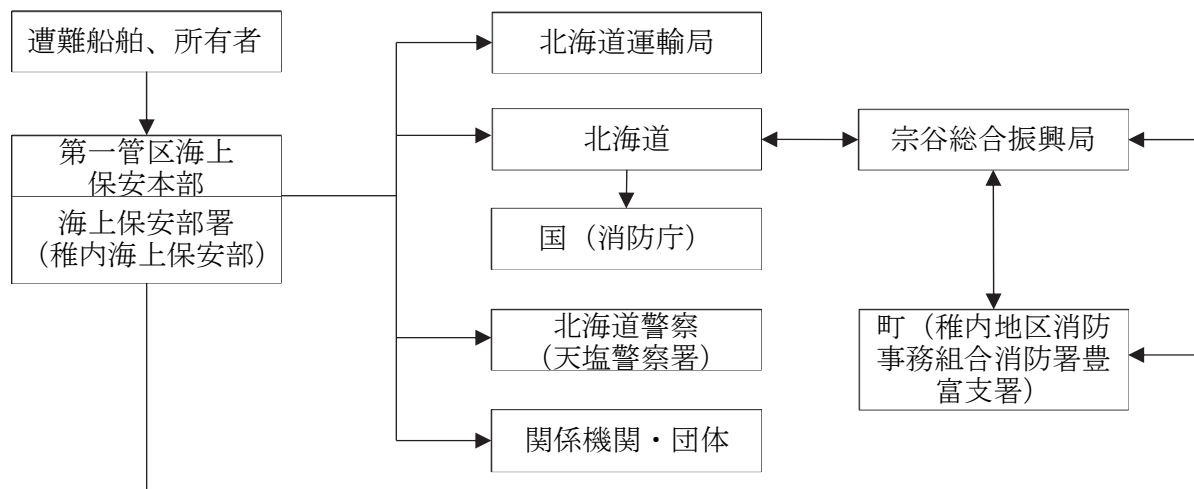 遭難船舶、所有者
第一管区海上
保安本部
海上保安部署
（稚内海上保安部）
北海道運輸局
北海道
国（消防庁）
北海道警察
（天塩警察署）
関係機関・団体
宗谷総合振興局
町（稚内地区消防
事務組合消防署豊
富支署）